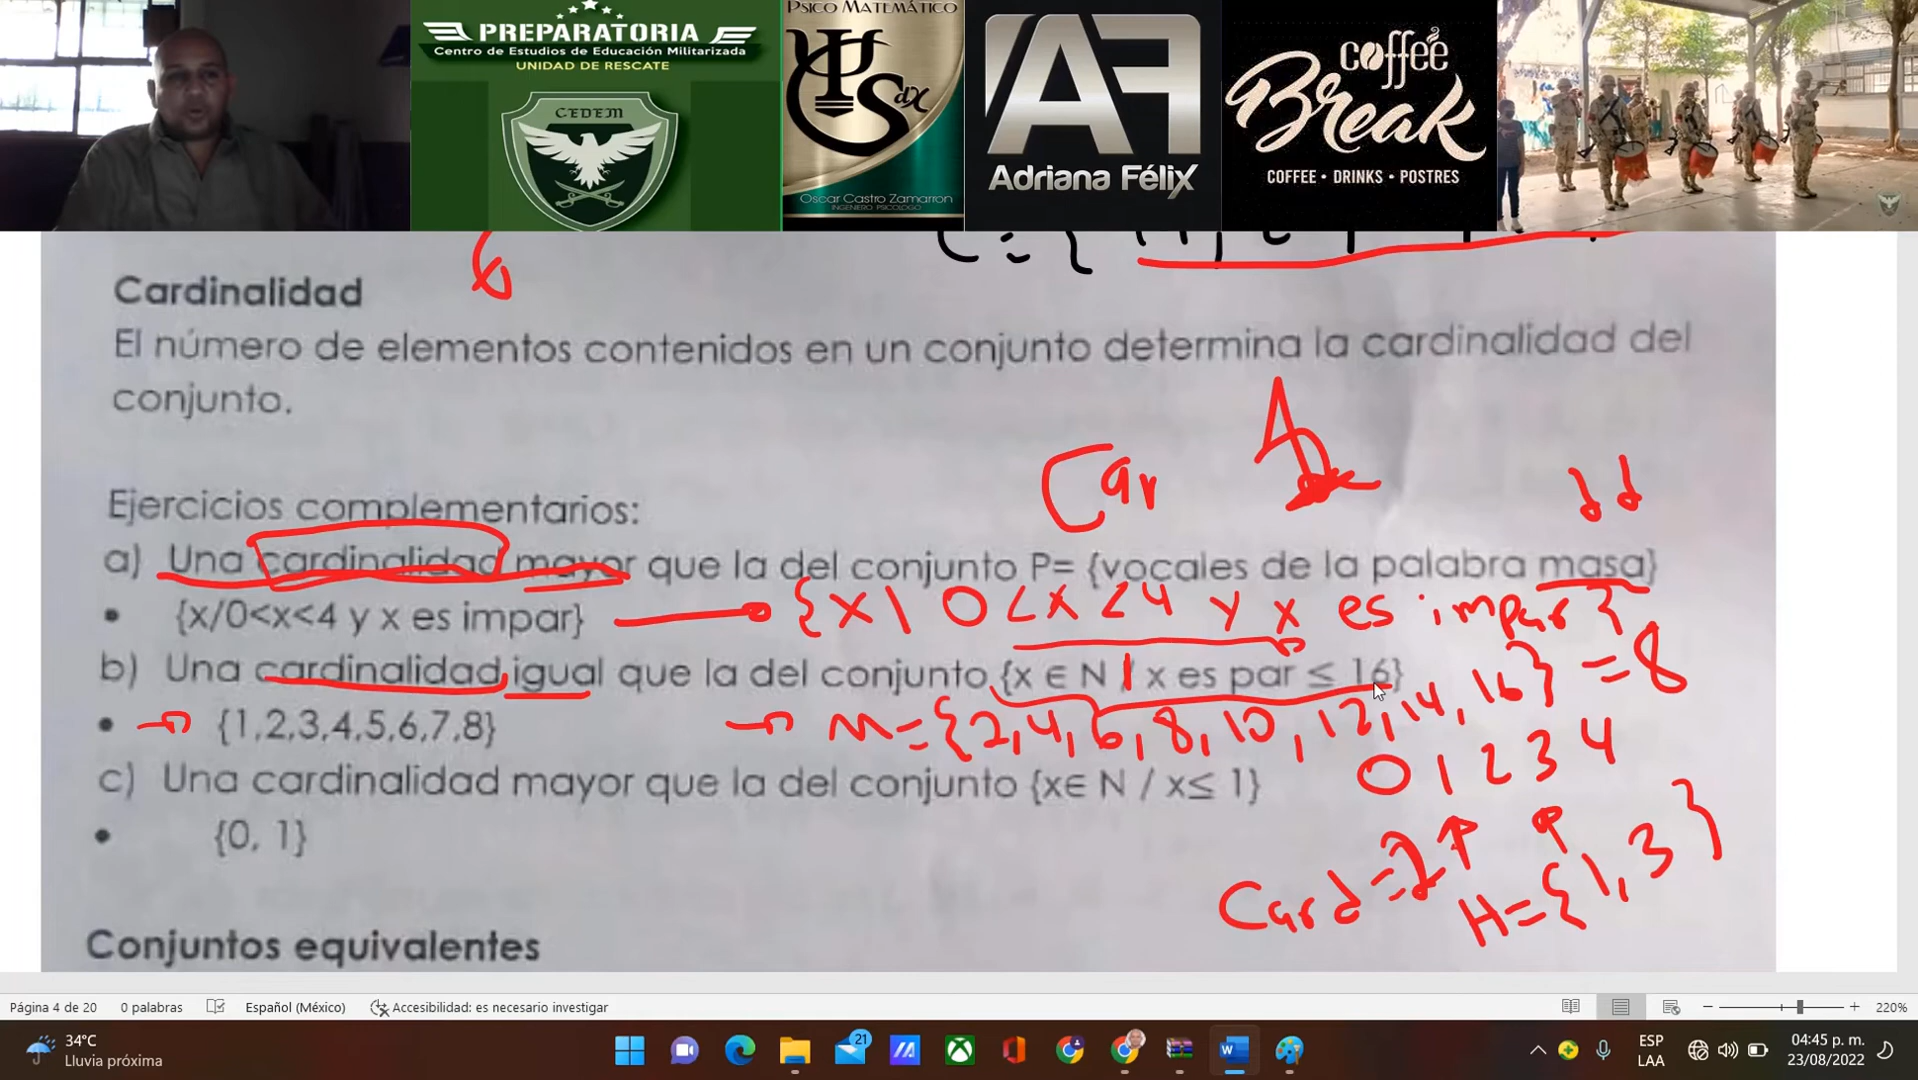 PREPARATORIA
Centro de Estudios de Educación Militarizada
UNIDAD DE RESCATE
CEDEM
PSICO MATEMÁTICO
Oscar Castro Zamarron
INGENIERO PSICOLOGO
AF
Adriana Félix
coffee
Break
COFFEE • DRINKS • POSTRES
6
Cardinalidad
El número de elementos contenidos en un conjunto determina la cardinalidad del
conjunto.
Car
Ejercicios complementarios:
a) Una cardinalidad mayor que la del conjunto P= {vocales de la palabra masa}
• {x/0<x<4 y x es impar}
{x | 0 < x < 4 y x es impar}
b) Una cardinalidad igual que la del conjunto {x ∈ N / x es par ≤ 16}
= 8
• {1,2,3,4,5,6,7,8}
M = {2, 4, 6, 8, 10, 12, 14, 16}
0 1 2 3 4
c) Una cardinalidad mayor que la del conjunto {x∈ N / x≤ 1}
• {0, 1}
Card = 2
H = {1, 3}
Conjuntos equivalentes
Página 4 de 20 0 palabras Español (México) Accesibilidad: es necesario investigar 220%
34°C
Lluvia próxima
21
ESP
LAA
04:45 p. m.
23/08/2022